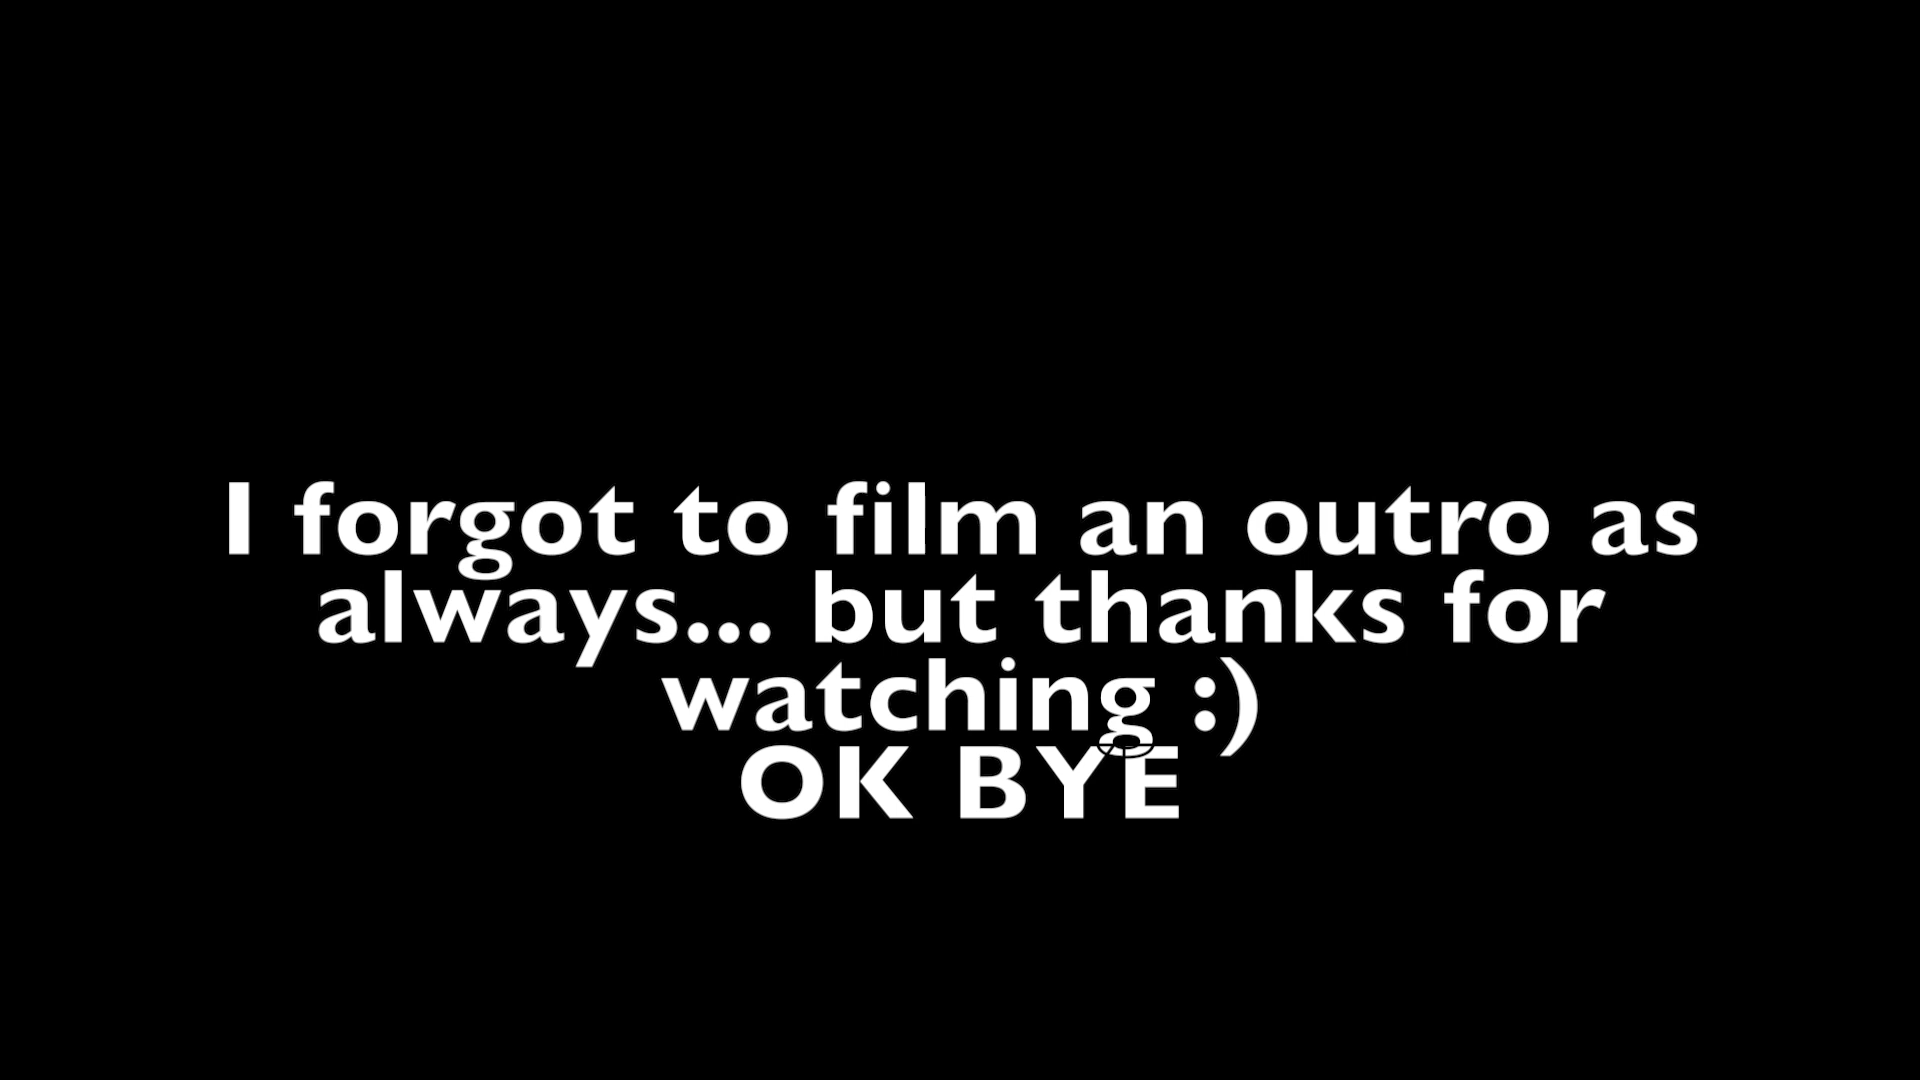 I forgot to film an outro as
always... but thanks for
watching :)
OK BYE